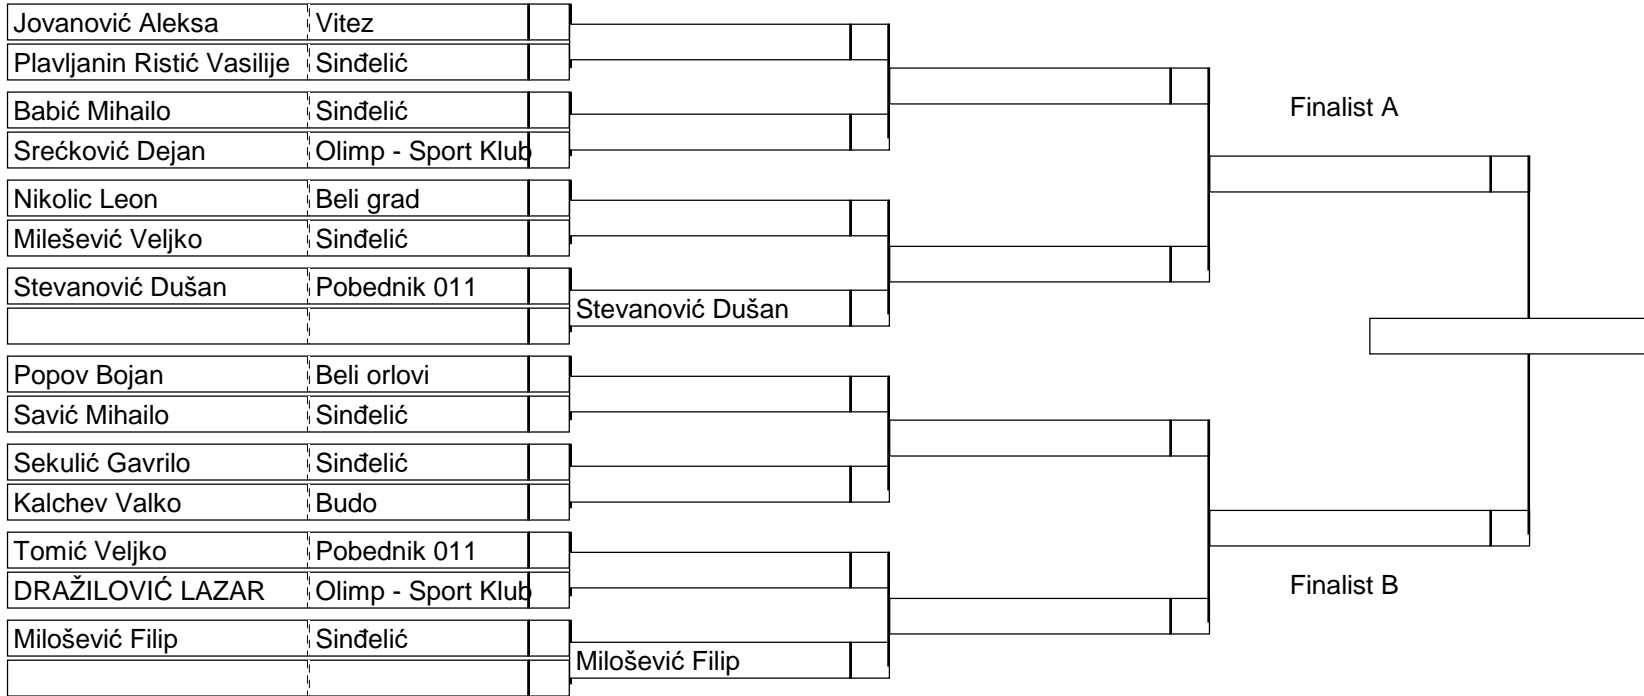 Jovanović Aleksa Vitez
Plavljanin Ristić Vasilije Sinđelić
Babić Mihailo Sinđelić
Finalist A
Srećković Dejan Olimp - Sport Klub
Nikolic Leon Beli grad
Milešević Veljko Sinđelić
Stevanović Dušan Pobednik 011
Stevanović Dušan
Popov Bojan Beli orlovi
Savić Mihailo Sinđelić
Sekulić Gavrilo Sinđelić
Kalchev Valko Budo
Tomić Veljko Pobednik 011
DRAŽILOVIĆ LAZAR Olimp - Sport Klub
Finalist B
Milošević Filip Sinđelić
Milošević Filip